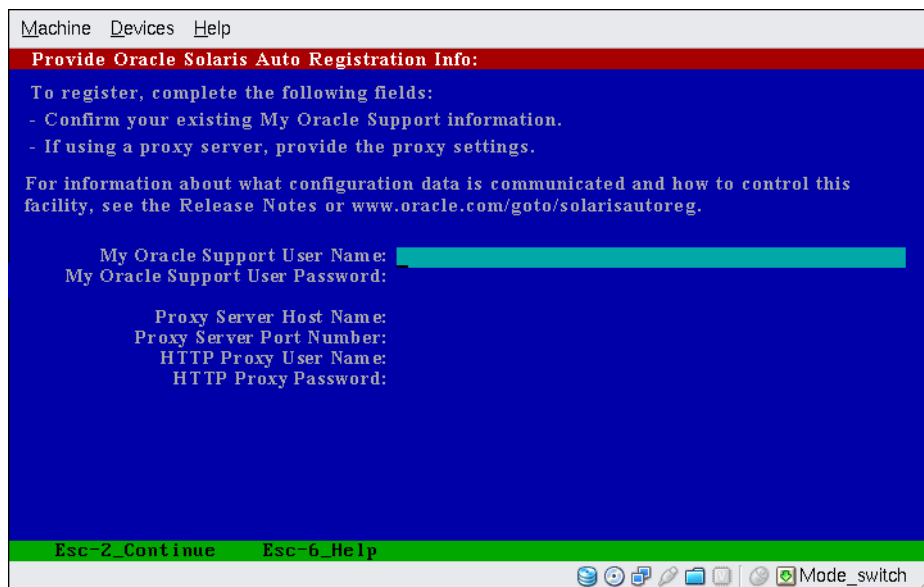 Machine Devices Help
Provide Oracle Solaris Auto Registration Info:
To register, complete the following fields:
- Confirm your existing My Oracle Support information.
- If using a proxy server, provide the proxy settings.
For information about what configuration data is communicated and how to control this
facility, see the Release Notes or www.oracle.com/goto/solarisautoreg.
My Oracle Support User Name:
My Oracle Support User Password:
Proxy Server Host Name:
Proxy Server Port Number:
HTTP Proxy User Name:
HTTP Proxy Password:
Esc-2_Continue Esc-6_Help
Mode_switch